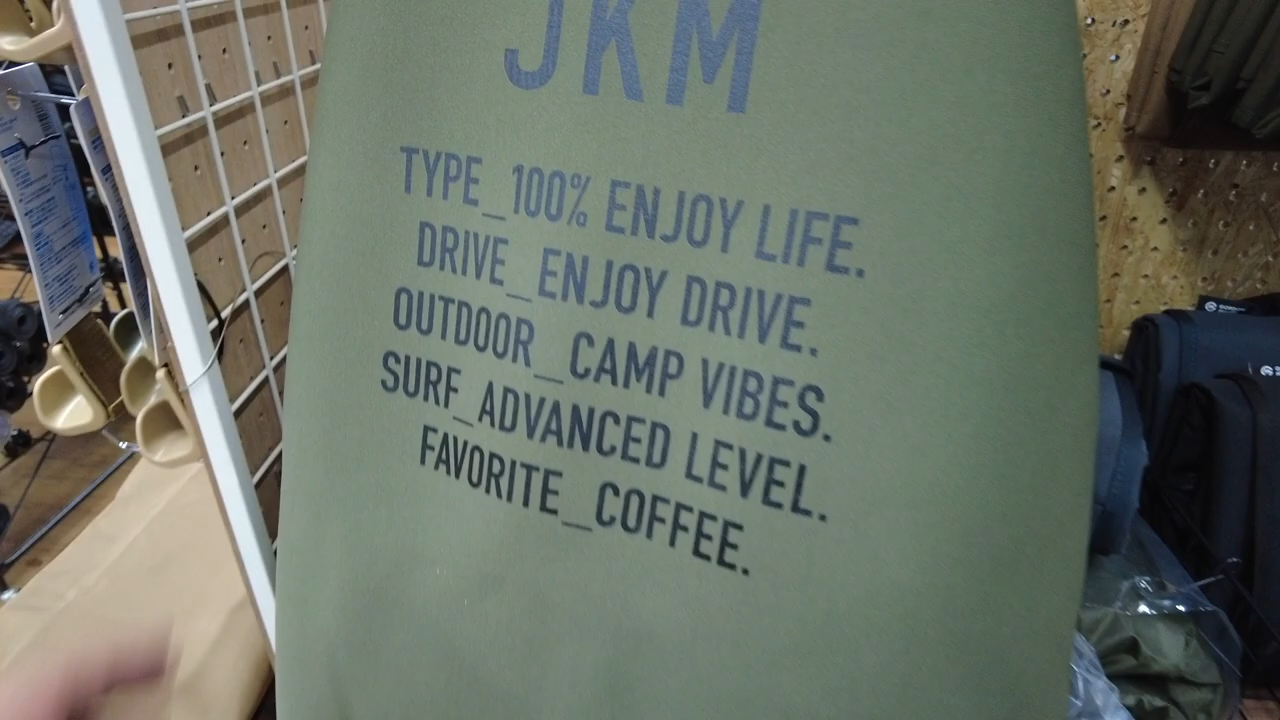 JKM
TYPE_100% ENJOY LIFE.
DRIVE_ENJOY DRIVE.
OUTDOOR_CAMP VIBES.
SURF_ADVANCED LEVEL.
FAVORITE_COFFEE.